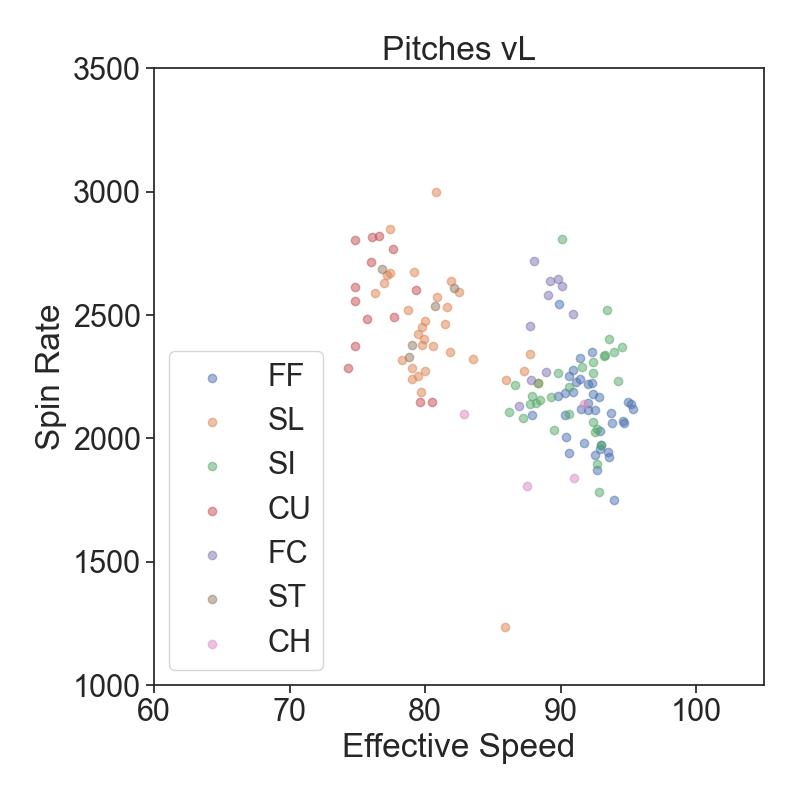 Pitches vL
3500
3000
2500
2000
1500
1000
Spin Rate
FF
SL
SI
CU
FC
ST
CH
60 70 80 90 100
Effective Speed